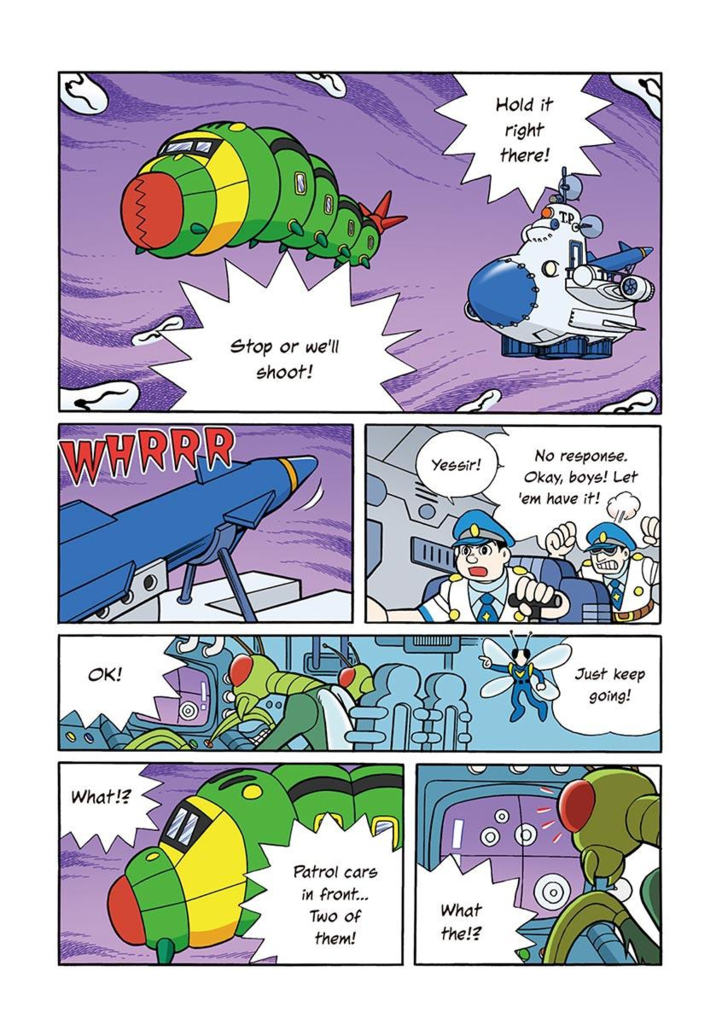 Hold it
right
there!
T.P
Stop or we'll
shoot!
WHRRR
Yessir!
No response.
Okay, boys! Let
'em have it!
OK!
Just keep
going!
What!?
Patrol cars
in front...
Two of
them!
What
the!?